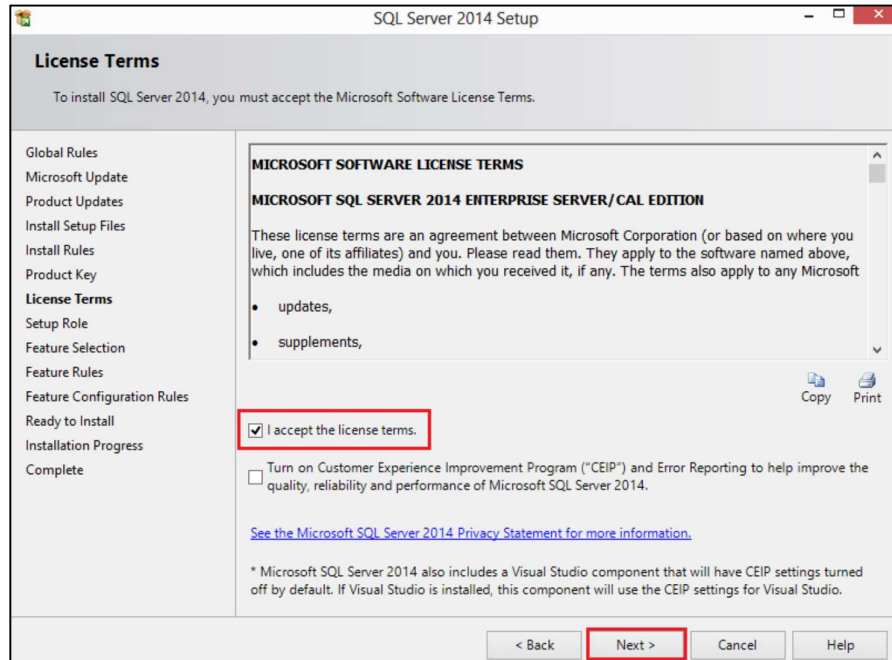 SQL Server 2014 Setup
License Terms
To install SQL Server 2014, you must accept the Microsoft Software License Terms.
Global Rules
Microsoft Update
Product Updates
Install Setup Files
Install Rules
Product Key
License Terms
Setup Role
Feature Selection
Feature Rules
Feature Configuration Rules
Ready to Install
Installation Progress
Complete
MICROSOFT SOFTWARE LICENSE TERMS
MICROSOFT SQL SERVER 2014 ENTERPRISE SERVER/CAL EDITION
These license terms are an agreement between Microsoft Corporation (or based on where you
live, one of its affiliates) and you. Please read them. They apply to the software named above,
which includes the media on which you received it, if any. The terms also apply to any Microsoft
• updates,
• supplements,
Copy Print
I accept the license terms.
Turn on Customer Experience Improvement Program ("CEIP") and Error Reporting to help improve the
quality, reliability and performance of Microsoft SQL Server 2014.
See the Microsoft SQL Server 2014 Privacy Statement for more information.
* Microsoft SQL Server 2014 also includes a Visual Studio component that will have CEIP settings turned
off by default. If Visual Studio is installed, this component will use the CEIP settings for Visual Studio.
< Back Next > Cancel Help